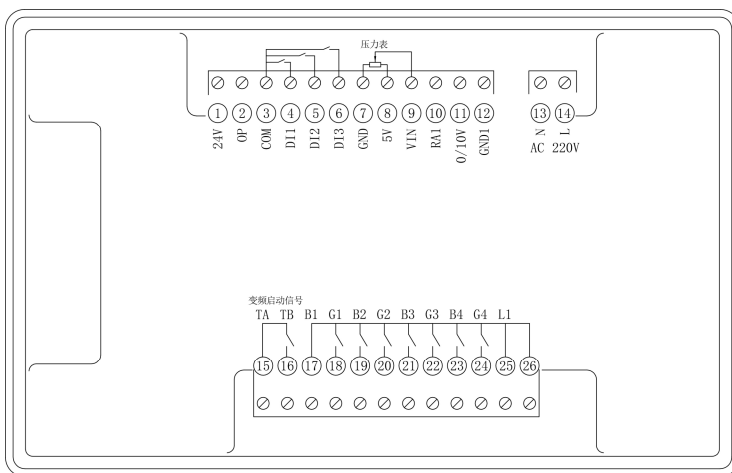 压力表
1 2 3 4 5 6 7 8 9 10 11 12 13 14
24V OP COM DI1 DI2 DI3 GND 5V VIN RA1 0/10V GND1 N L
AC 220V
变频启动信号
TA TB B1 G1 B2 G2 B3 G3 B4 G4 L1
15 16 17 18 19 20 21 22 23 24 25 26